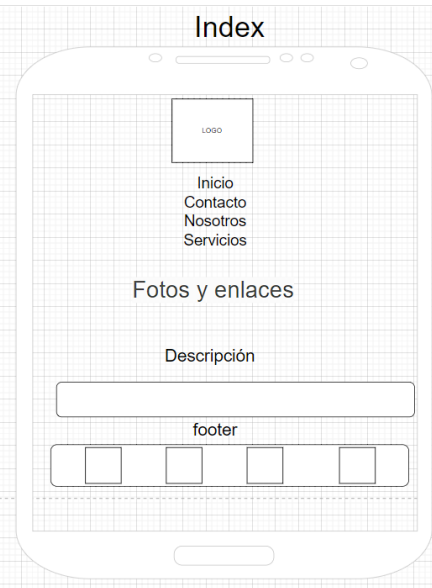 Index
LOGO
Inicio
Contacto
Nosotros
Servicios
Fotos y enlaces
Descripción
footer